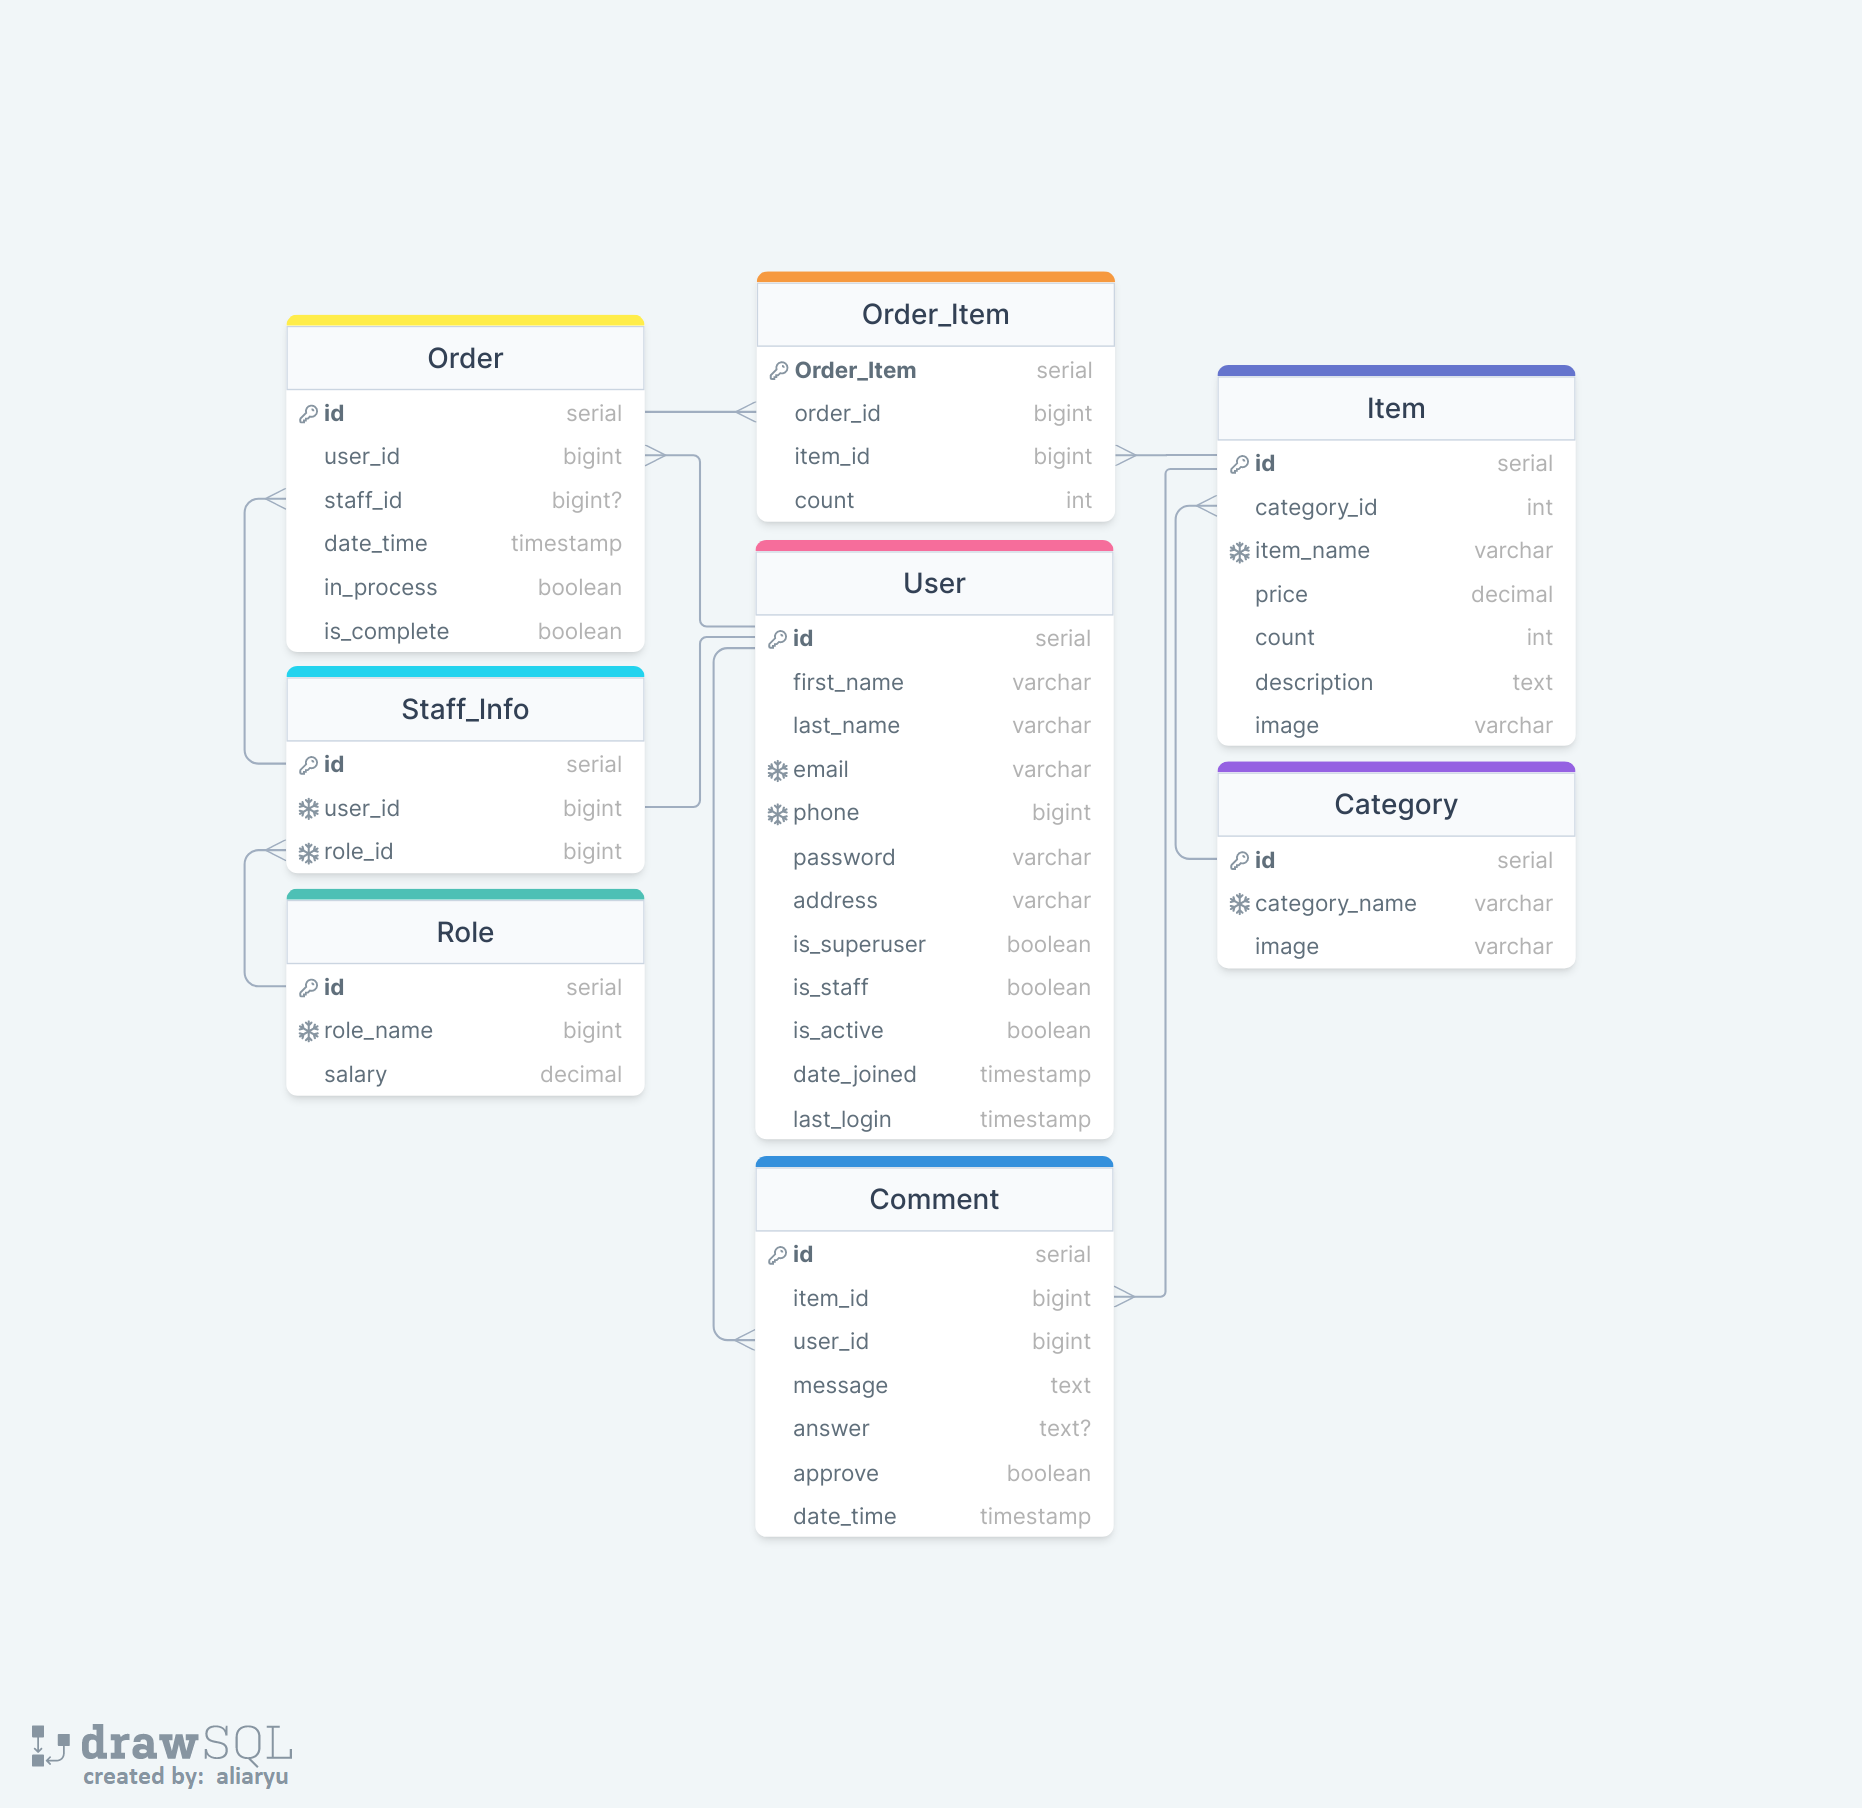 Order
id serial
user_id bigint
staff_id bigint?
date_time timestamp
in_process boolean
is_complete boolean
Staff_Info
id serial
user_id bigint
role_id bigint
Role
id serial
role_name bigint
salary decimal
Order_Item
Order_Item serial
order_id bigint
item_id bigint
count int
User
id serial
first_name varchar
last_name varchar
email varchar
phone bigint
password varchar
address varchar
is_superuser boolean
is_staff boolean
is_active boolean
date_joined timestamp
last_login timestamp
Comment
id serial
item_id bigint
user_id bigint
message text
answer text?
approve boolean
date_time timestamp
Item
id serial
category_id int
item_name varchar
price decimal
count int
description text
image varchar
Category
id serial
category_name varchar
image varchar
drawSQL
created by: aliaryu